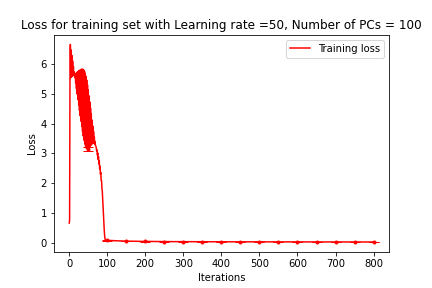 Loss for training set with Learning rate =50, Number of PCs = 100
Training loss
6
5
4
3
2
1
0
Loss
0 100 200 300 400 500 600 700 800
Iterations